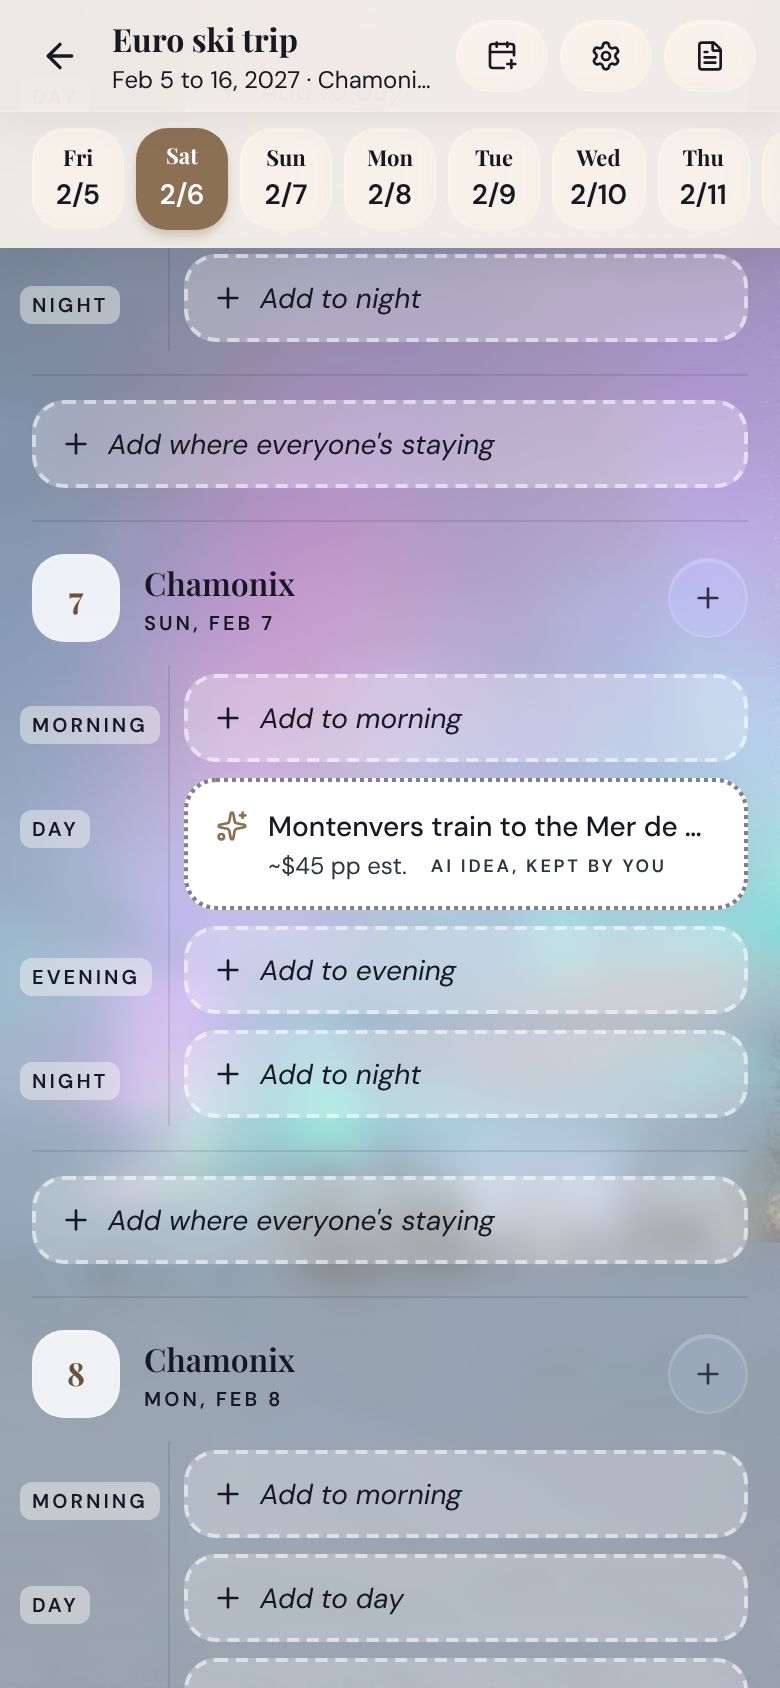 Euro ski trip
Feb 5 to 16, 2027 · Chamoni...
DAY
Add to day
Fri
2/5
Sat
2/6
Sun
2/7
Mon
2/8
Tue
2/9
Wed
2/10
Thu
2/11
NIGHT
Add to night
Add where everyone's staying
7
Chamonix
SUN, FEB 7
MORNING
Add to morning
DAY
Montenvers train to the Mer de ...
~$45 pp est. AI IDEA, KEPT BY YOU
EVENING
Add to evening
NIGHT
Add to night
Add where everyone's staying
8
Chamonix
MON, FEB 8
MORNING
Add to morning
DAY
Add to day